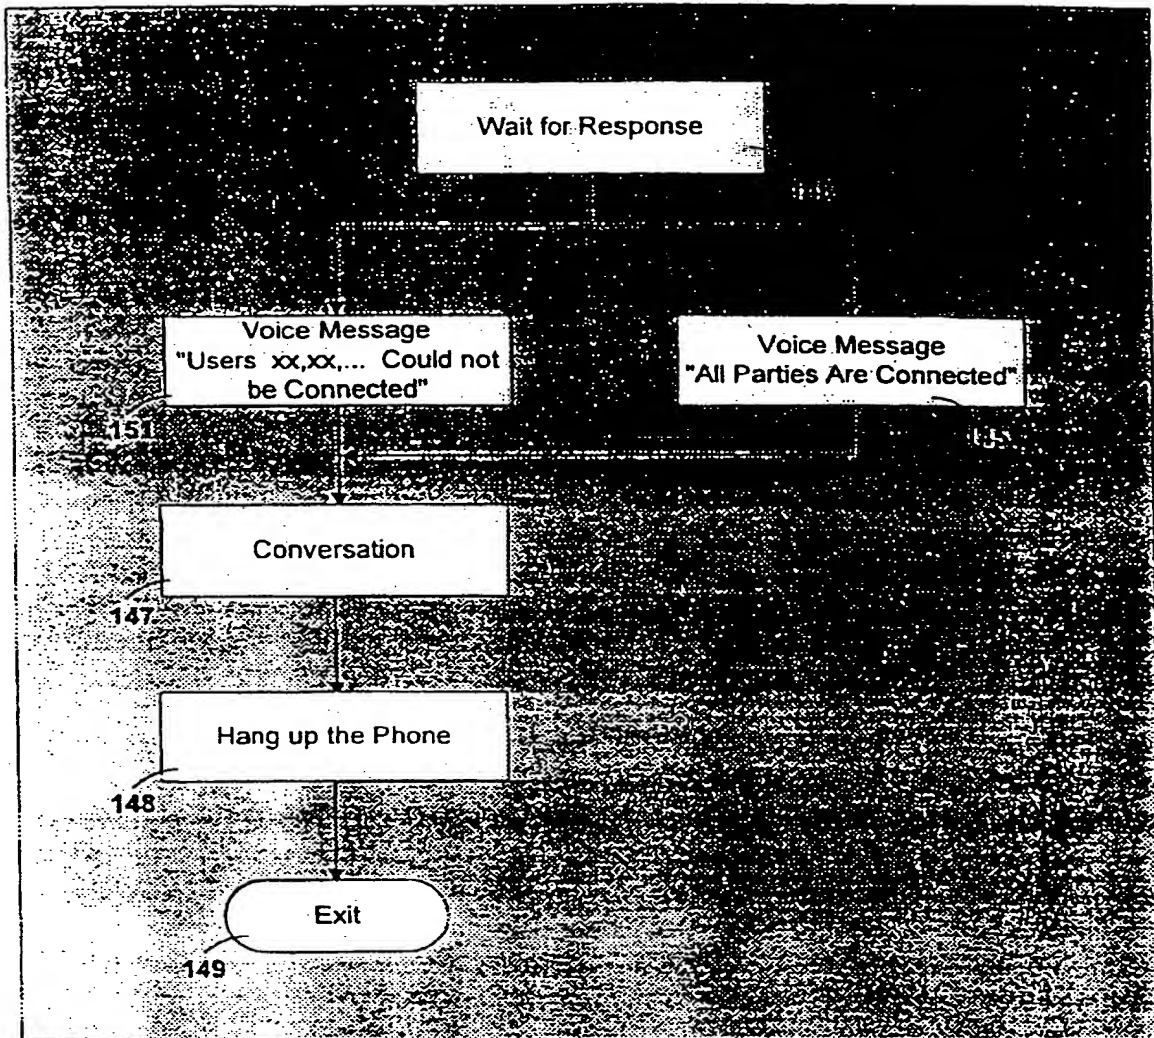 Wait for Response
Voice Message
"Users xx,xx,... Could not
be Connected"
Voice Message
"All Parties Are Connected"
151
Conversation
147
Hang up the Phone
148
Exit
149